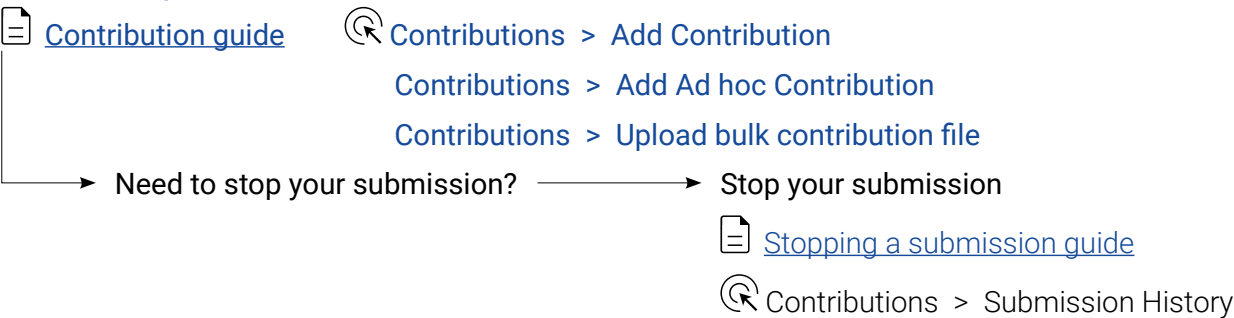 Contribution guide Contributions > Add Contribution
Contributions > Add Ad hoc Contribution
Contributions > Upload bulk contribution file
Need to stop your submission? Stop your submission
Stopping a submission guide
Contributions > Submission History